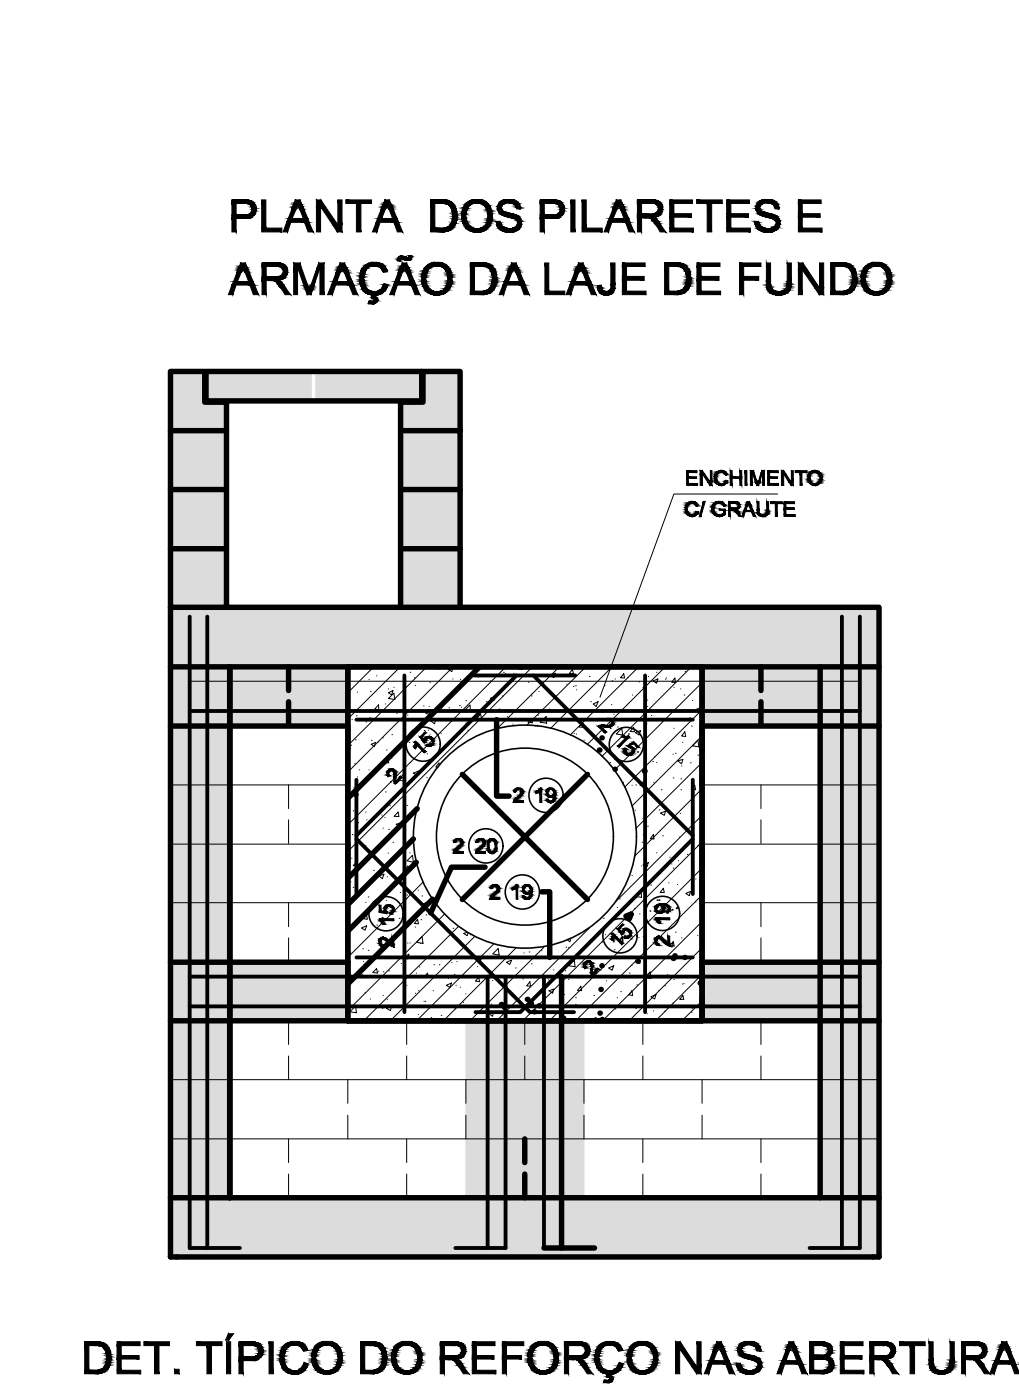 PLANTA DOS PILARETES E
ARMAÇÃO DA LAJE DE FUNDO
ENCHIMENTO
C/ GRAUTE
2 15
2 15
2 19
2 20
2 19
2 15
2 15
2 19
DET. TÍPICO DO REFORÇO NAS ABERTURA